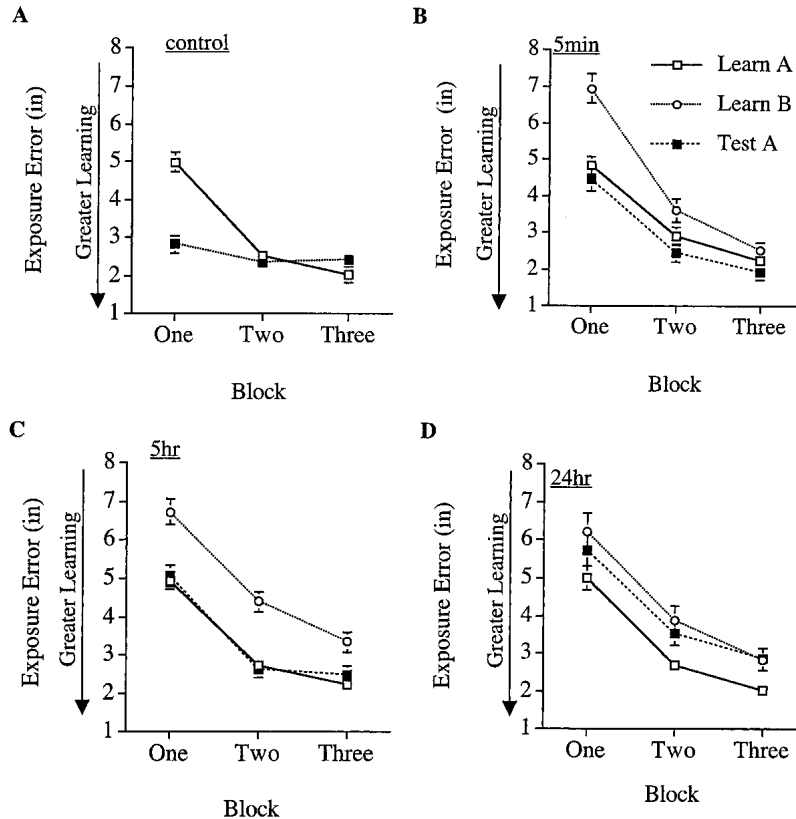 A
control
8
7
6
5
4
3
2
1
Exposure Error (in)
Greater Learning
One Two Three
Block
B
5min
Learn A
Learn B
Test A
8
7
6
5
4
3
2
1
Exposure Error (in)
Greater Learning
One Two Three
Block
C
5hr
8
7
6
5
4
3
2
1
Exposure Error (in)
Greater Learning
One Two Three
Block
D
24hr
8
7
6
5
4
3
2
1
Exposure Error (in)
Greater Learning
One Two Three
Block